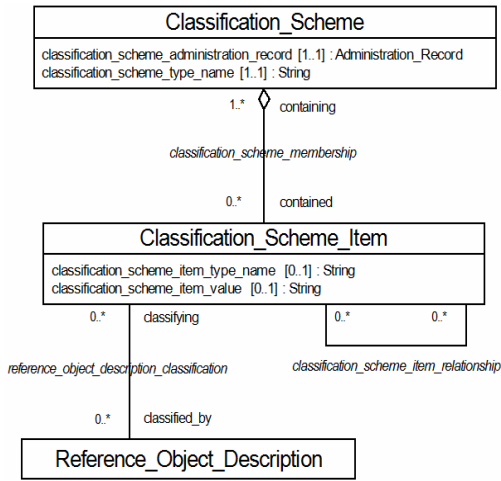 Classification_Scheme
classification_scheme_administration_record [1..1] : Administration_Record
classification_scheme_type_name [1..1] : String
1..* containing
classification_scheme_membership
0..* contained
Classification_Scheme_Item
classification_scheme_item_type_name [0..1] : String
classification_scheme_item_value [0..1] : String
0..* classifying 0..* 0..*
reference_object_description_classification classification_scheme_item_relationship
0..* classified_by
Reference_Object_Description